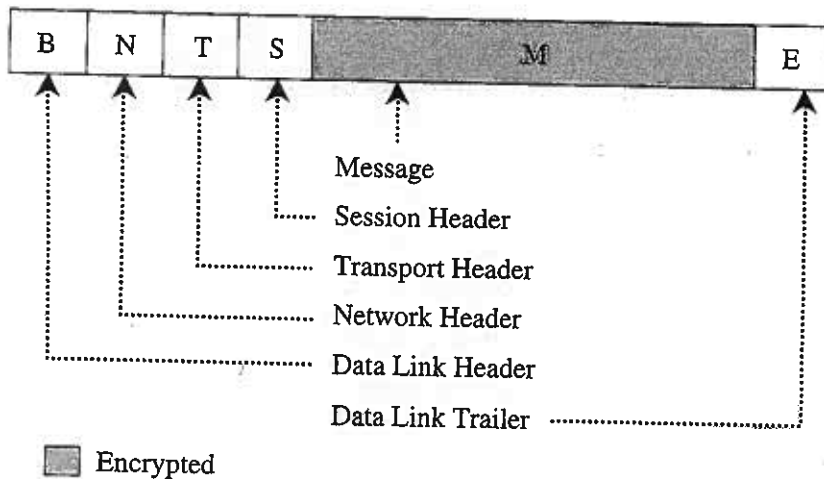 B N T S M E
Message
Session Header
Transport Header
Network Header
Data Link Header
Data Link Trailer
Encrypted